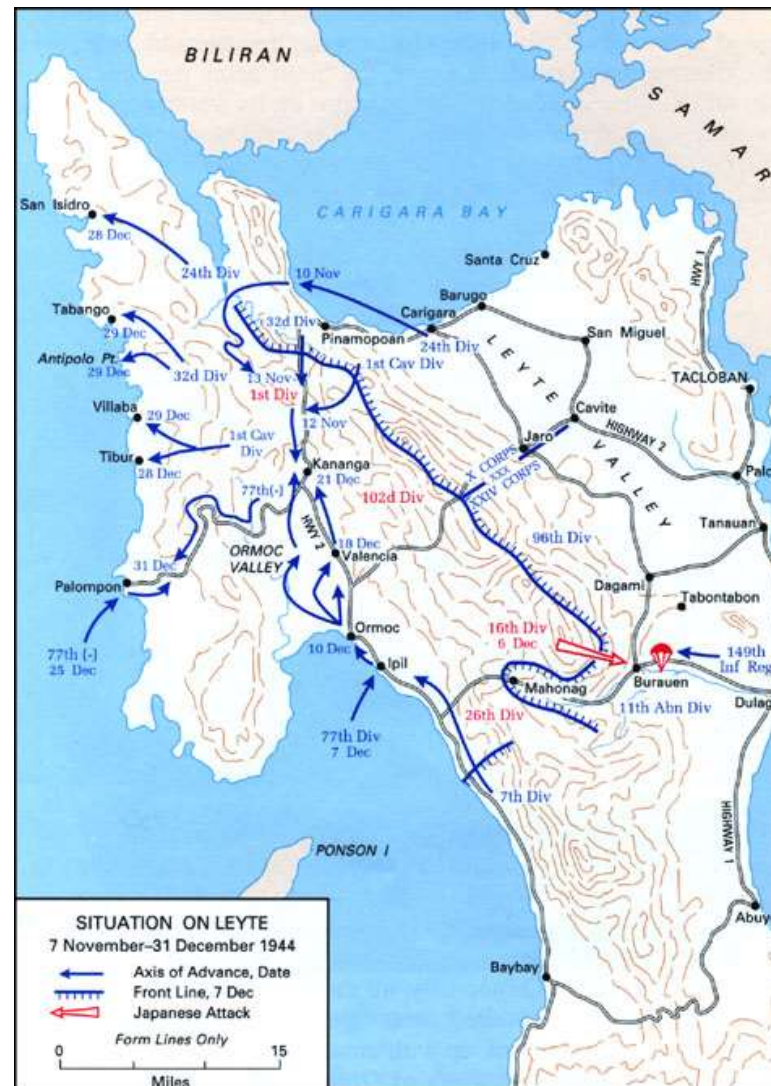 BILIRAN
SAMAR
San Isidro
28 Dec
CARIGARA BAY
24th Div
10 Nov
Santa Cruz
HWY 1
Barugo
Carigara
Tabango
29 Dec
32d Div
Pinamopoan
24th Div
San Miguel
Antipolo Pt.
29 Dec
32d Div
13 Nov
1st Div
1st Cav Div
LEYTE VALLEY
TACLOBAN
Villaba
29 Dec
12 Nov
Cavite
HIGHWAY 2
1st Cav
Div
Tibur
28 Dec
Kananga
21 Dec
Jaro
X CORPS
XXX
XXIV CORPS
Palo
77th(-)
102d Div
HWY 2
18 Dec
Valencia
96th Div
Tanauan
ORMOC
VALLEY
31 Dec
Palompon
Dagami
Tabontabon
77th (-)
25 Dec
Ormoc
10 Dec
16th Div
6 Dec
149th
Inf Reg
Ipil
Burauen
Mahonag
11th Abn Div
Dulag
26th Div
77th Div
7 Dec
7th Div
HIGHWAY 1
PONSON I
Abuy
Baybay
SITUATION ON LEYTE
7 November–31 December 1944
Axis of Advance, Date
Front Line, 7 Dec
Japanese Attack
Form Lines Only
0 15
Miles